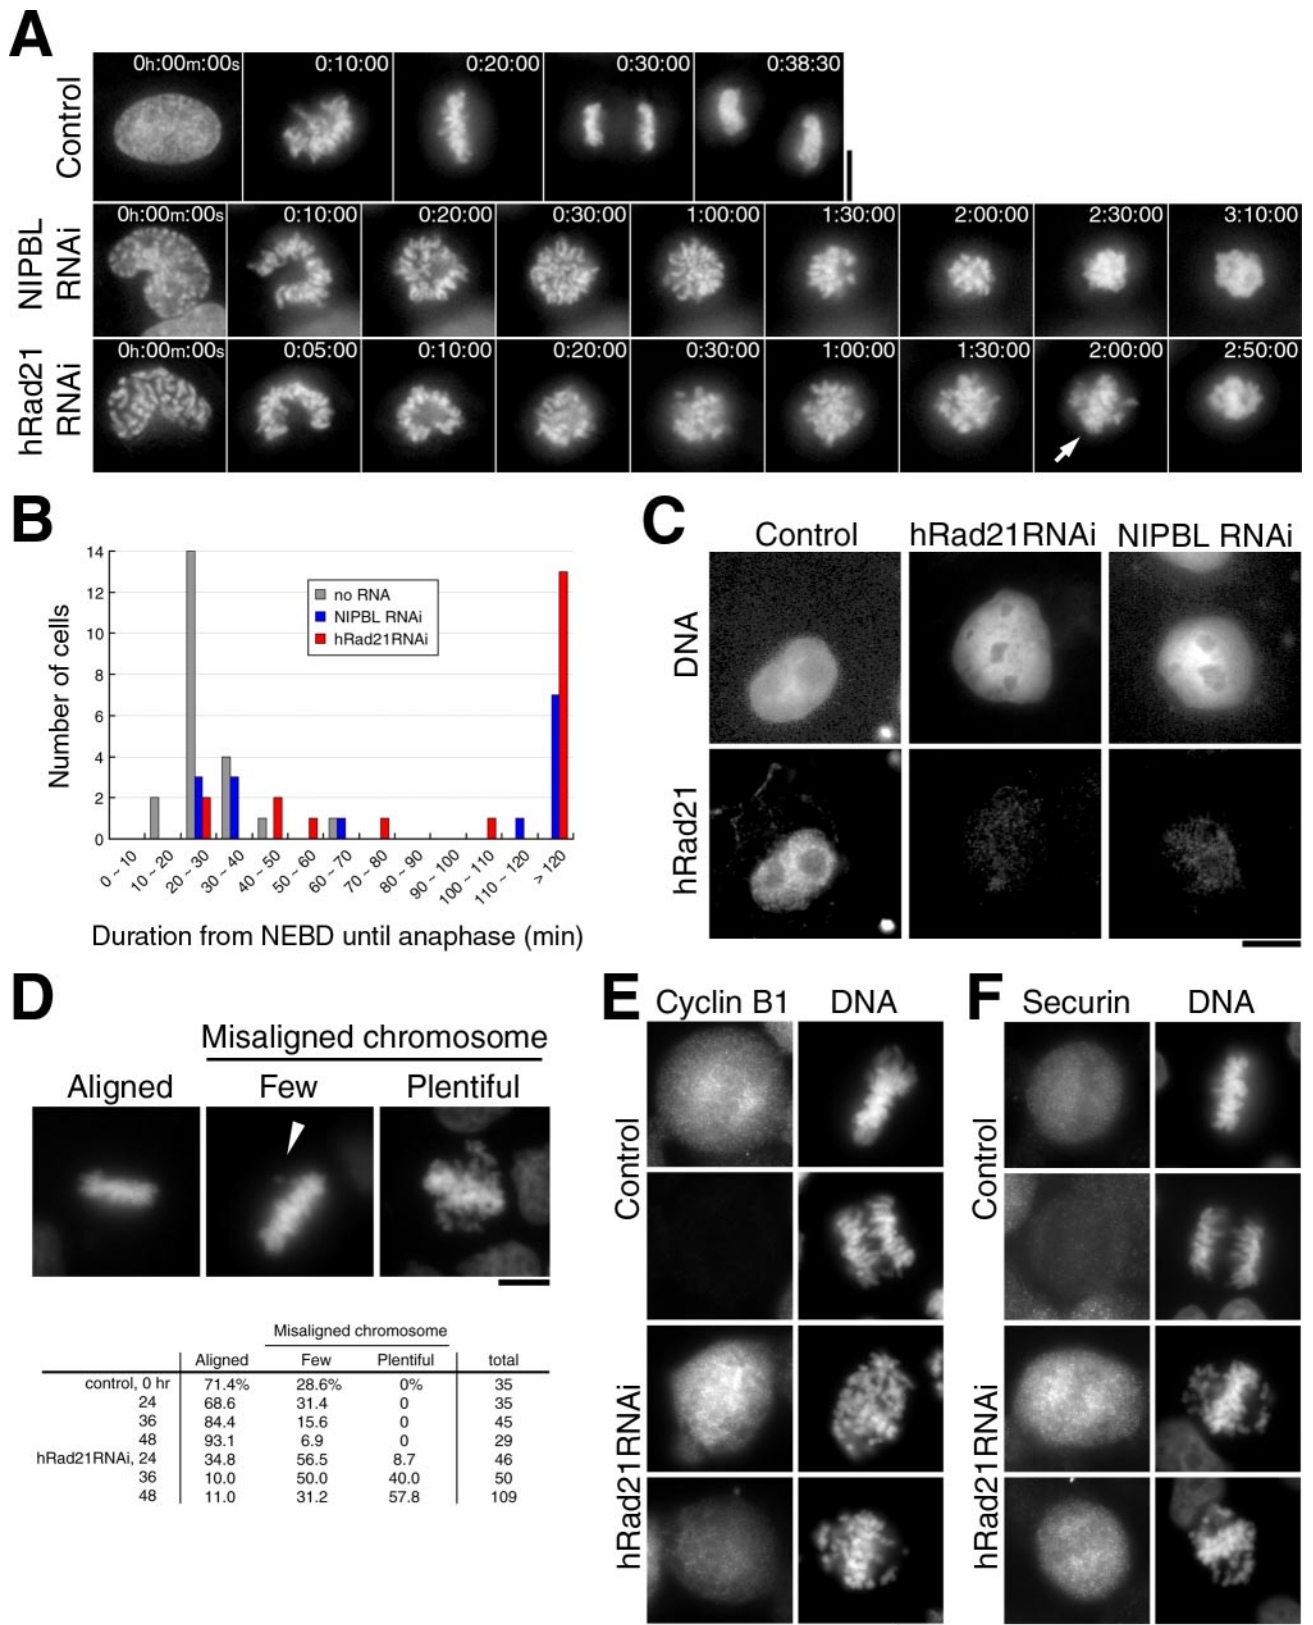 A
Control
0h:00m:00s 0:10:00 0:20:00 0:30:00 0:38:30
NIPBL
RNAi
0h:00m:00s 0:10:00 0:20:00 0:30:00 1:00:00 1:30:00 2:00:00 2:30:00 3:10:00
hRad21
RNAi
0h:00m:00s 0:05:00 0:10:00 0:20:00 0:30:00 1:00:00 1:30:00 2:00:00 2:50:00
B
Number of cells
14
12
10
8
6
4
2
0
no RNA
NIPBL RNAi
hRad21RNAi
0 ~ 10 10 ~ 20 20 ~ 30 30 ~ 40 40 ~ 50 50 ~ 60 60 ~ 70 70 ~ 80 80 ~ 90 90 ~ 100 100 ~ 110 110 ~ 120 > 120
Duration from NEBD until anaphase (min)
C
Control hRad21RNAi NIPBL RNAi
DNA
hRad21
D
Misaligned chromosome
Aligned Few Plentiful
Misaligned chromosome
Aligned Few Plentiful total
control, 0 hr 71.4% 28.6% 0% 35
24 68.6 31.4 0 35
36 84.4 15.6 0 45
48 93.1 6.9 0 29
hRad21RNAi, 24 34.8 56.5 8.7 46
36 10.0 50.0 40.0 50
48 11.0 31.2 57.8 109
E
Cyclin B1 DNA
Control
hRad21RNAi
F
Securin DNA
Control
hRad21RNAi